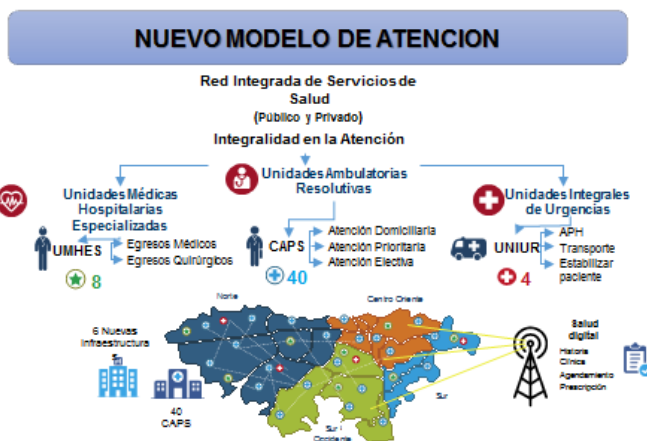 NUEVO MODELO DE ATENCION
Red Integrada de Servicios de
Salud
(Público y Privado)
Integralidad en la Atención
Unidades Médicas
Hospitalarias
Especializadas
UMHES
Egresos Médicos
Egresos Quirúrgicos
8
Unidades Ambulatorias
Resolutivas
CAPS
Atención Domiciliaria
Atención Prioritaria
Atención Electiva
40
Unidades Integrales
de Urgencias
UNIUR
APH
Transporte
Estabilizar
paciente
4
Norte
Centro Oriente
6 Nuevas
Infraestructura
s
40
CAPS
Sur
Sur
Occidente
Salud
digital
Historia
Clínica
Agendamiento
Prescripción